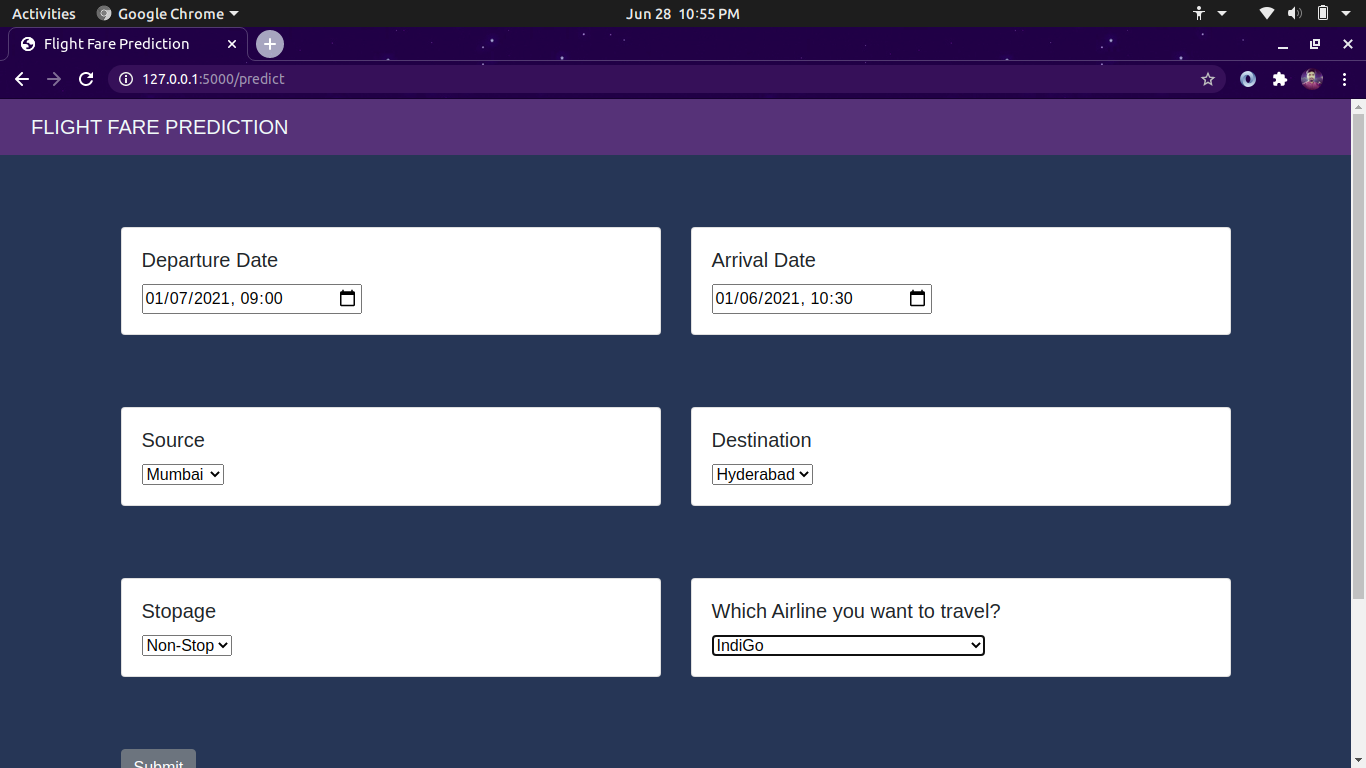 Activities Google Chrome Jun 28 10:55 PM
Flight Fare Prediction
127.0.0.1:5000/predict
FLIGHT FARE PREDICTION
Departure Date Arrival Date
01/07/2021, 09:00 01/06/2021, 10:30
Source Destination
Mumbai Hyderabad
Stopage Which Airline you want to travel?
Non-Stop IndiGo
Submit